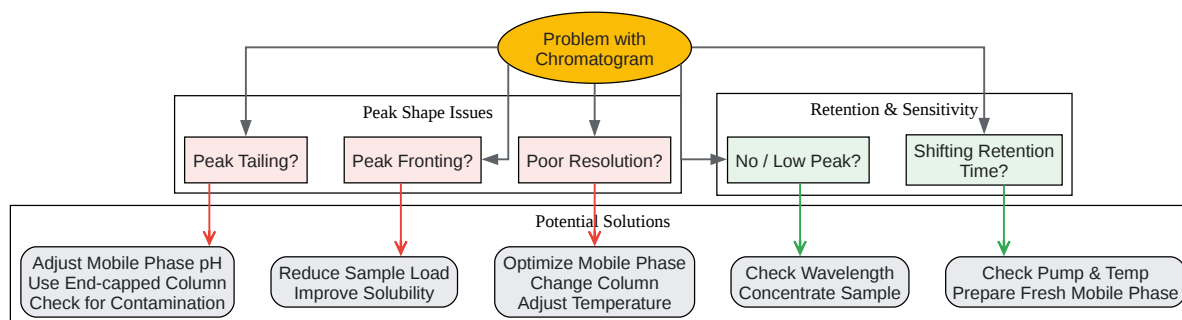 Problem with
Chromatogram
Peak Shape Issues
Retention & Sensitivity
Peak Tailing?
Peak Fronting?
Poor Resolution?
No / Low Peak?
Shifting Retention
Time?
Potential Solutions
Adjust Mobile Phase pH
Use End-capped Column
Check for Contamination
Reduce Sample Load
Improve Solubility
Optimize Mobile Phase
Change Column
Adjust Temperature
Check Wavelength
Concentrate Sample
Check Pump & Temp
Prepare Fresh Mobile Phase